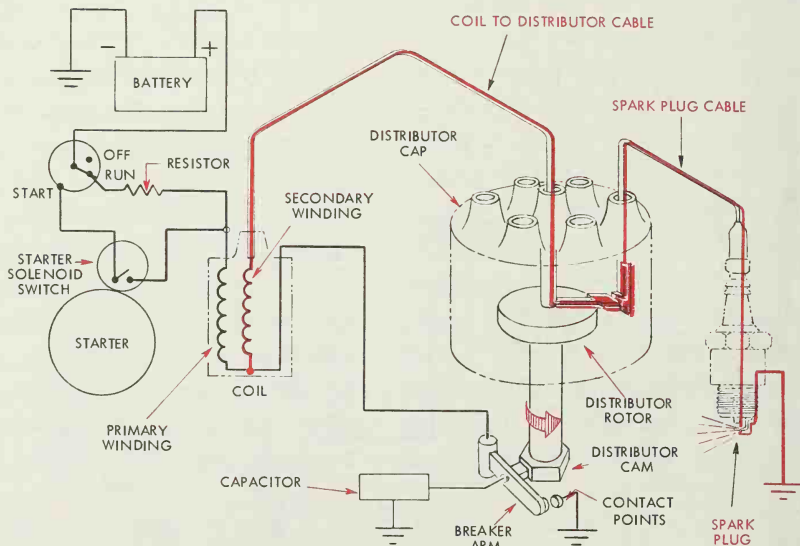 COIL TO DISTRIBUTOR CABLE
−
+
BATTERY
SPARK PLUG CABLE
DISTRIBUTOR
CAP
OFF
RUN
RESISTOR
START
SECONDARY
WINDING
STARTER
SOLENOID
SWITCH
STARTER
COIL
PRIMARY
WINDING
DISTRIBUTOR
ROTOR
DISTRIBUTOR
CAM
CAPACITOR
CONTACT
POINTS
BREAKER
ARM
SPARK
PLUG